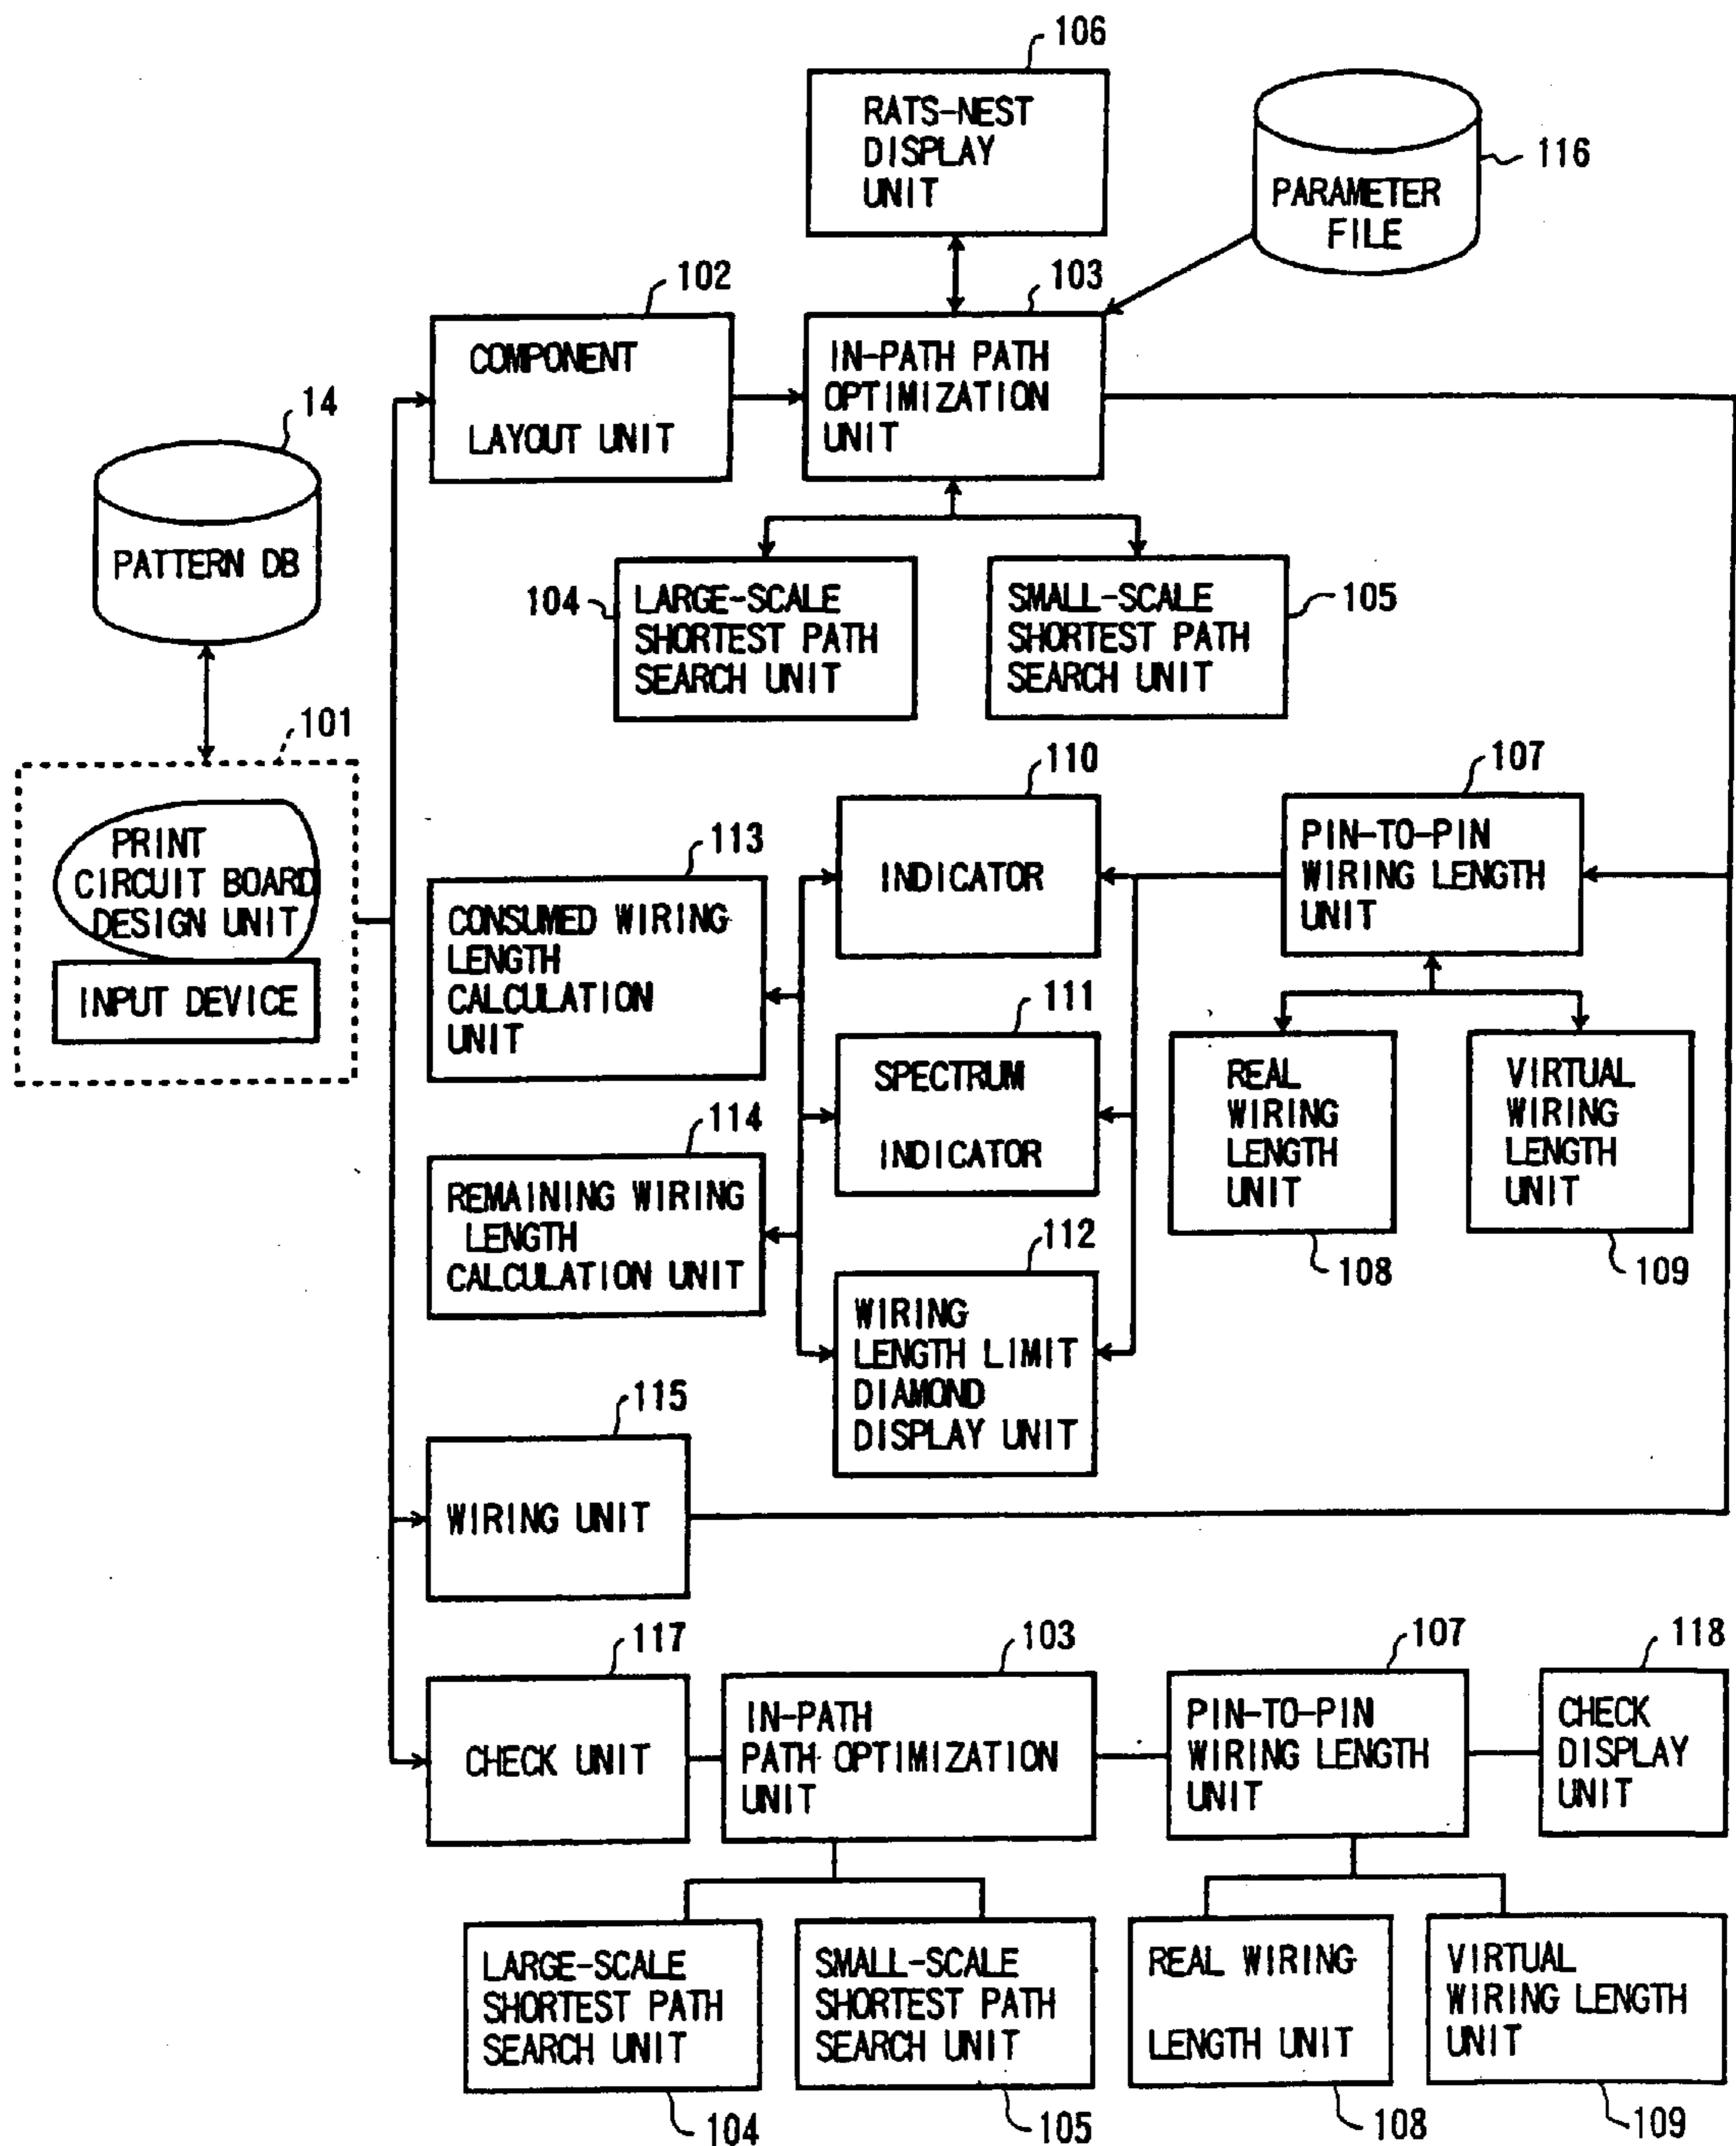 106
RATS-NEST
DISPLAY
UNIT
116
PARAMETER
FILE
102
COMPONENT
LAYOUT UNIT
103
IN-PATH PATH
OPTIMIZATION
UNIT
14
PATTERN DB
104
LARGE-SCALE
SHORTEST PATH
SEARCH UNIT
SMALL-SCALE
SHORTEST PATH
SEARCH UNIT
105
101
PRINT
CIRCUIT BOARD
DESIGN UNIT
INPUT DEVICE
110
INDICATOR
107
PIN-TO-PIN
WIRING LENGTH
UNIT
113
CONSUMED WIRING
LENGTH
CALCULATION
UNIT
111
SPECTRUM
INDICATOR
REAL
WIRING
LENGTH
UNIT
108
VIRTUAL
WIRING
LENGTH
UNIT
109
114
REMAINING WIRING
LENGTH
CALCULATION UNIT
112
WIRING
LENGTH LIMIT
DIAMOND
DISPLAY UNIT
115
WIRING UNIT
117
CHECK UNIT
103
IN-PATH
PATH OPTIMIZATION
UNIT
107
PIN-TO-PIN
WIRING LENGTH
UNIT
118
CHECK
DISPLAY
UNIT
LARGE-SCALE
SHORTEST PATH
SEARCH UNIT
104
SMALL-SCALE
SHORTEST PATH
SEARCH UNIT
105
REAL WIRING
LENGTH UNIT
108
VIRTUAL
WIRING LENGTH
UNIT
109